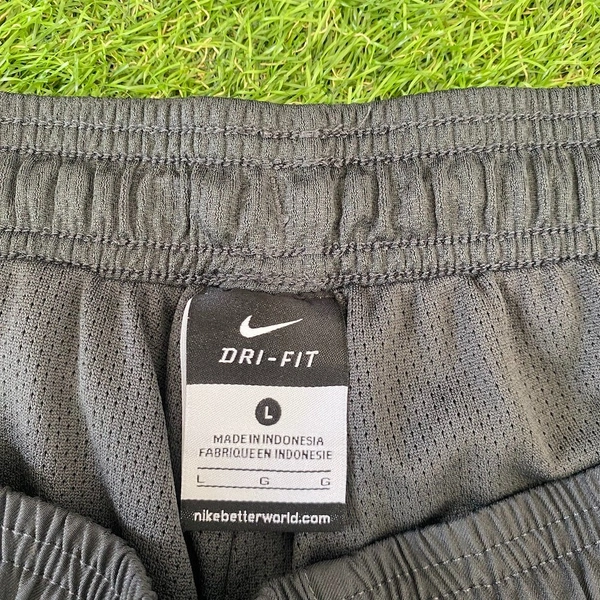 DRI-FIT
L
MADE IN INDONESIA
FABRIQUE EN INDONESIE
L G G
nikebetterworld.com